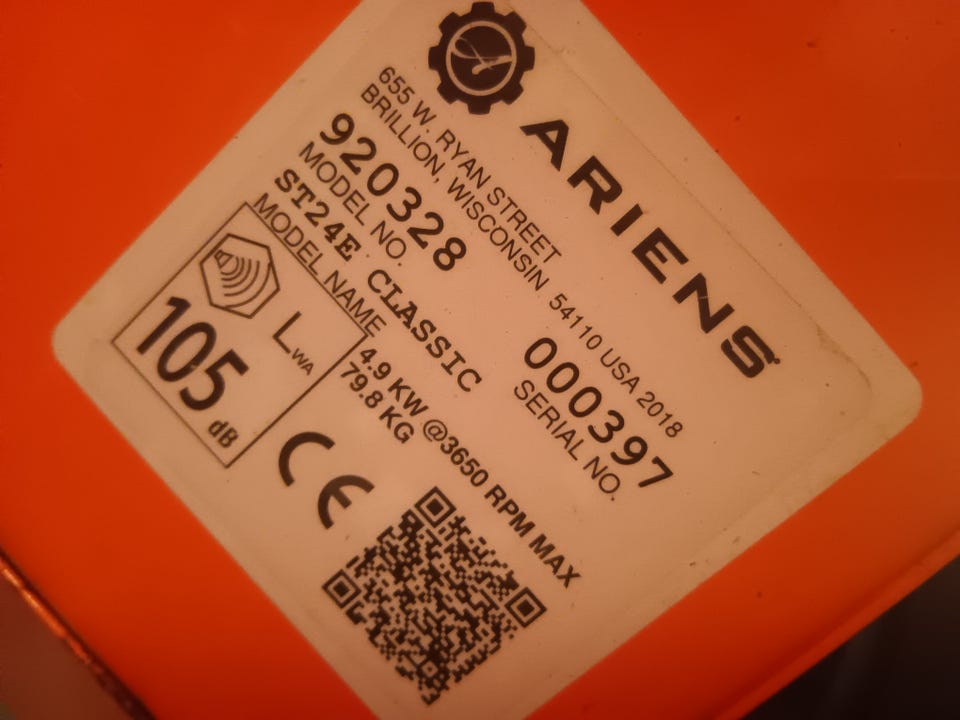 ARIENS
655 W. RYAN STREET
BRILLION, WISCONSIN 54110 USA 2018
920328
MODEL NO.
000397
SERIAL NO.
ST24E CLASSIC
MODEL NAME
4.9 KW @3650 RPM MAX
79.8 KG
LWA
105
dB
CE